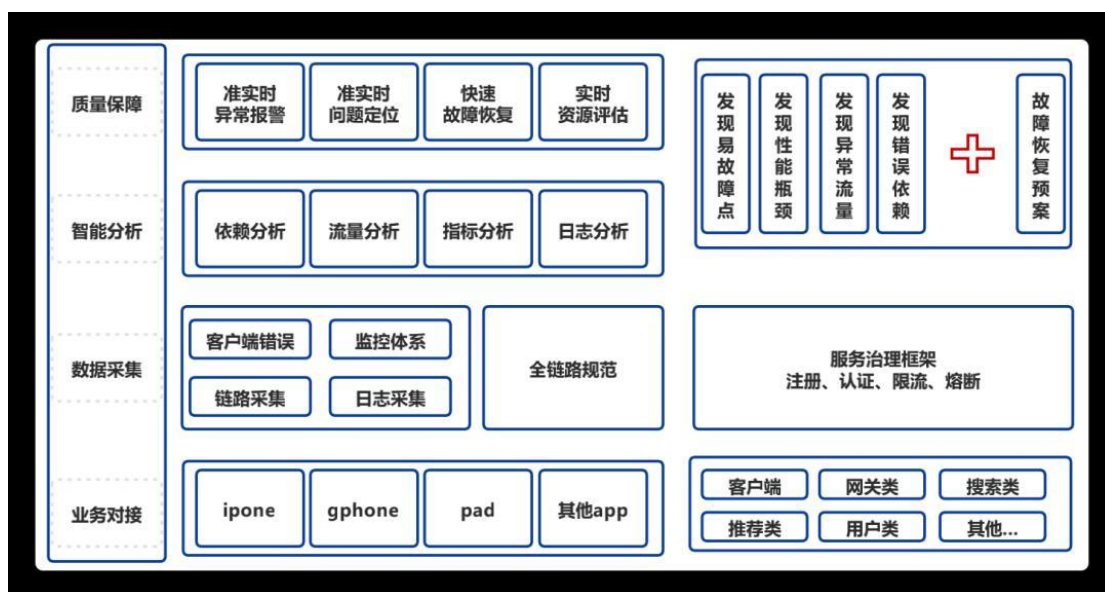 质量保障
准实时
异常报警
准实时
问题定位
快速
故障恢复
实时
资源评估
发现易故障点
发现性能瓶颈
发现异常流量
发现错误依赖
故障恢复预案
智能分析
依赖分析
流量分析
指标分析
日志分析
数据采集
客户端错误
监控体系
链路采集
日志采集
全链路规范
服务治理框架
注册、认证、限流、熔断
业务对接
ipone
gphone
pad
其他app
客户端
网关类
搜索类
推荐类
用户类
其他...